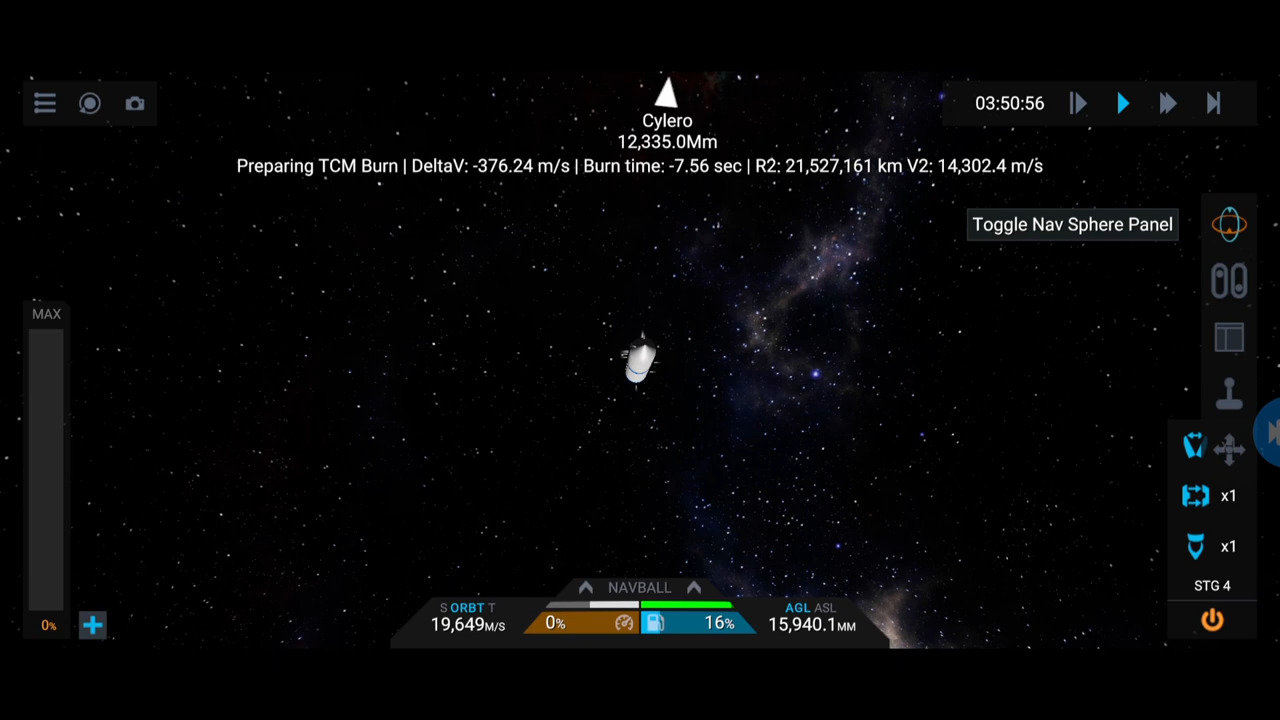 03:50:56
Cylero
12,335.0Mm
Preparing TCM Burn | DeltaV: -376.24 m/s | Burn time: -7.56 sec | R2: 21,527,161 km V2: 14,302.4 m/s
Toggle Nav Sphere Panel
MAX
x1
x1
STG 4
NAVBALL
S ORBT T
19,649M/S
0%
16%
AGL ASL
15,940.1MM
0%